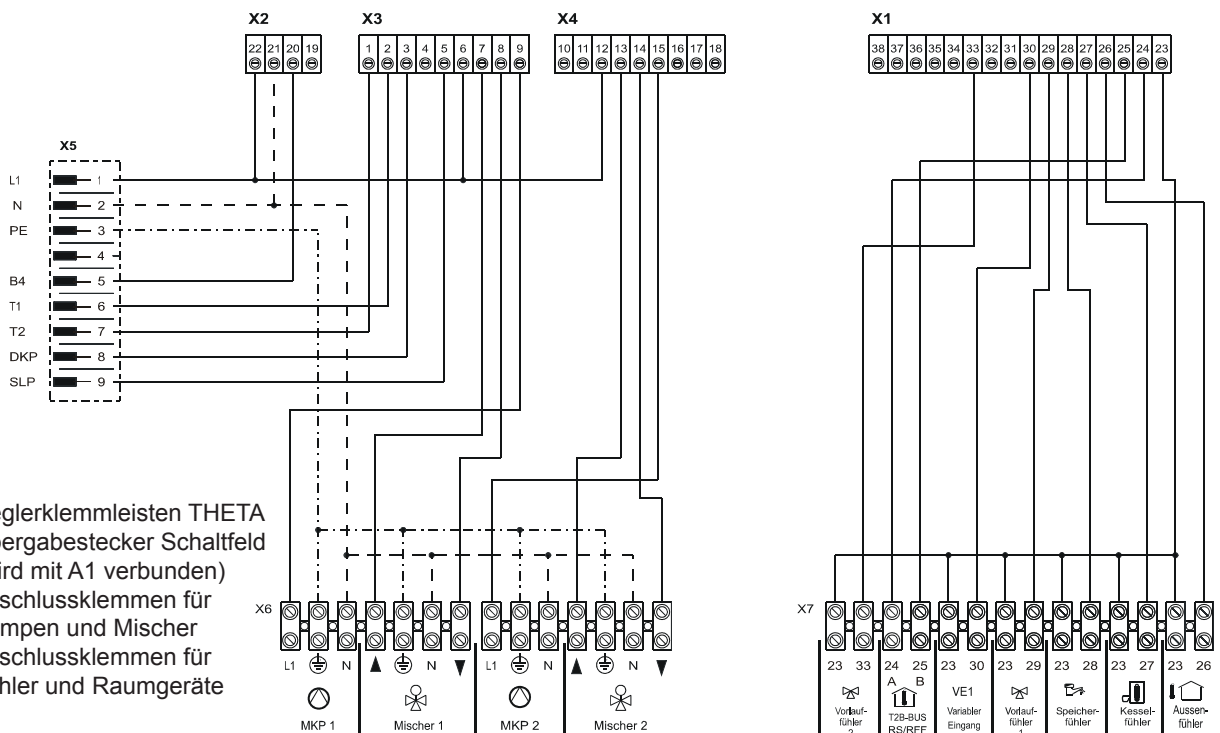 X2 X3 X4 X1
22 21 20 19 1 2 3 4 5 6 7 8 9 10 11 12 13 14 15 16 17 18 38 37 36 35 34 33 32 31 30 29 28 27 26 25 24 23
X5
L1 1
N 2
PE 3
4
B4 5
T1 6
T2 7
DKP 8
SLP 9
eglerklemmleisten THETA
bergabestecker Schaltfeld
ird mit A1 verbunden)
schlussklemmen für
mpen und Mischer
schlussklemmen für
hler und Raumgeräte
X6
L1 N N L1 N N
MKP 1 Mischer 1 MKP 2 Mischer 2
X7
23 33 24 25 23 30 23 29 23 28 23 27 23 26
A B
Vorlauf-
fühler
2
T2B-BUS
RS/RFF
VE1
Variabler
Eingang
Vorlauf-
fühler
1
Speicher-
fühler
Kessel-
fühler
Aussen-
fühler